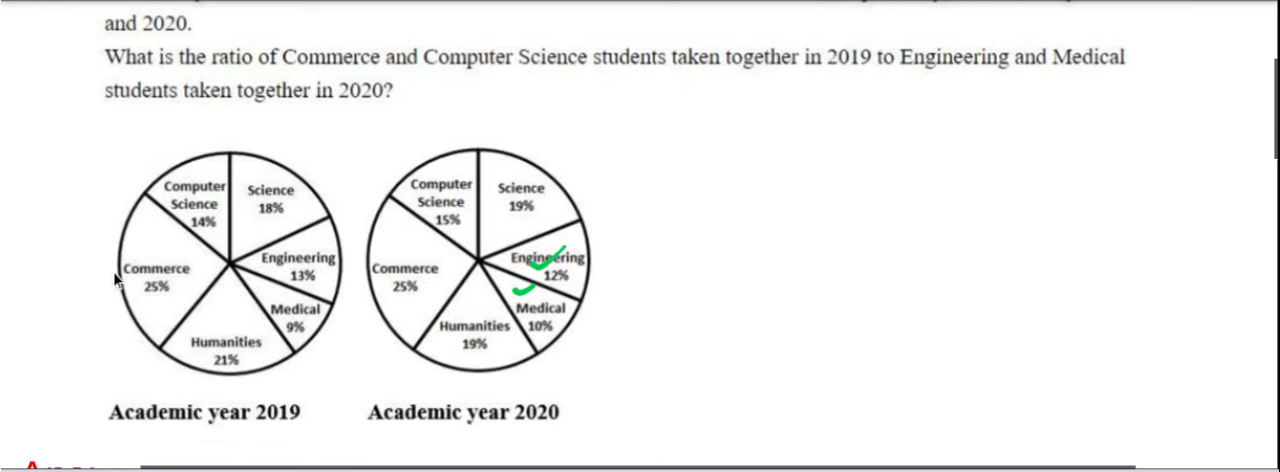 and 2020.
What is the ratio of Commerce and Computer Science students taken together in 2019 to Engineering and Medical
students taken together in 2020?
Computer
Science
14%
Science
18%
Engineering
13%
Medical
9%
Humanities
21%
Commerce
25%
Computer
Science
15%
Science
19%
Engineering
12%
Medical
10%
Humanities
19%
Commerce
25%
Academic year 2019
Academic year 2020